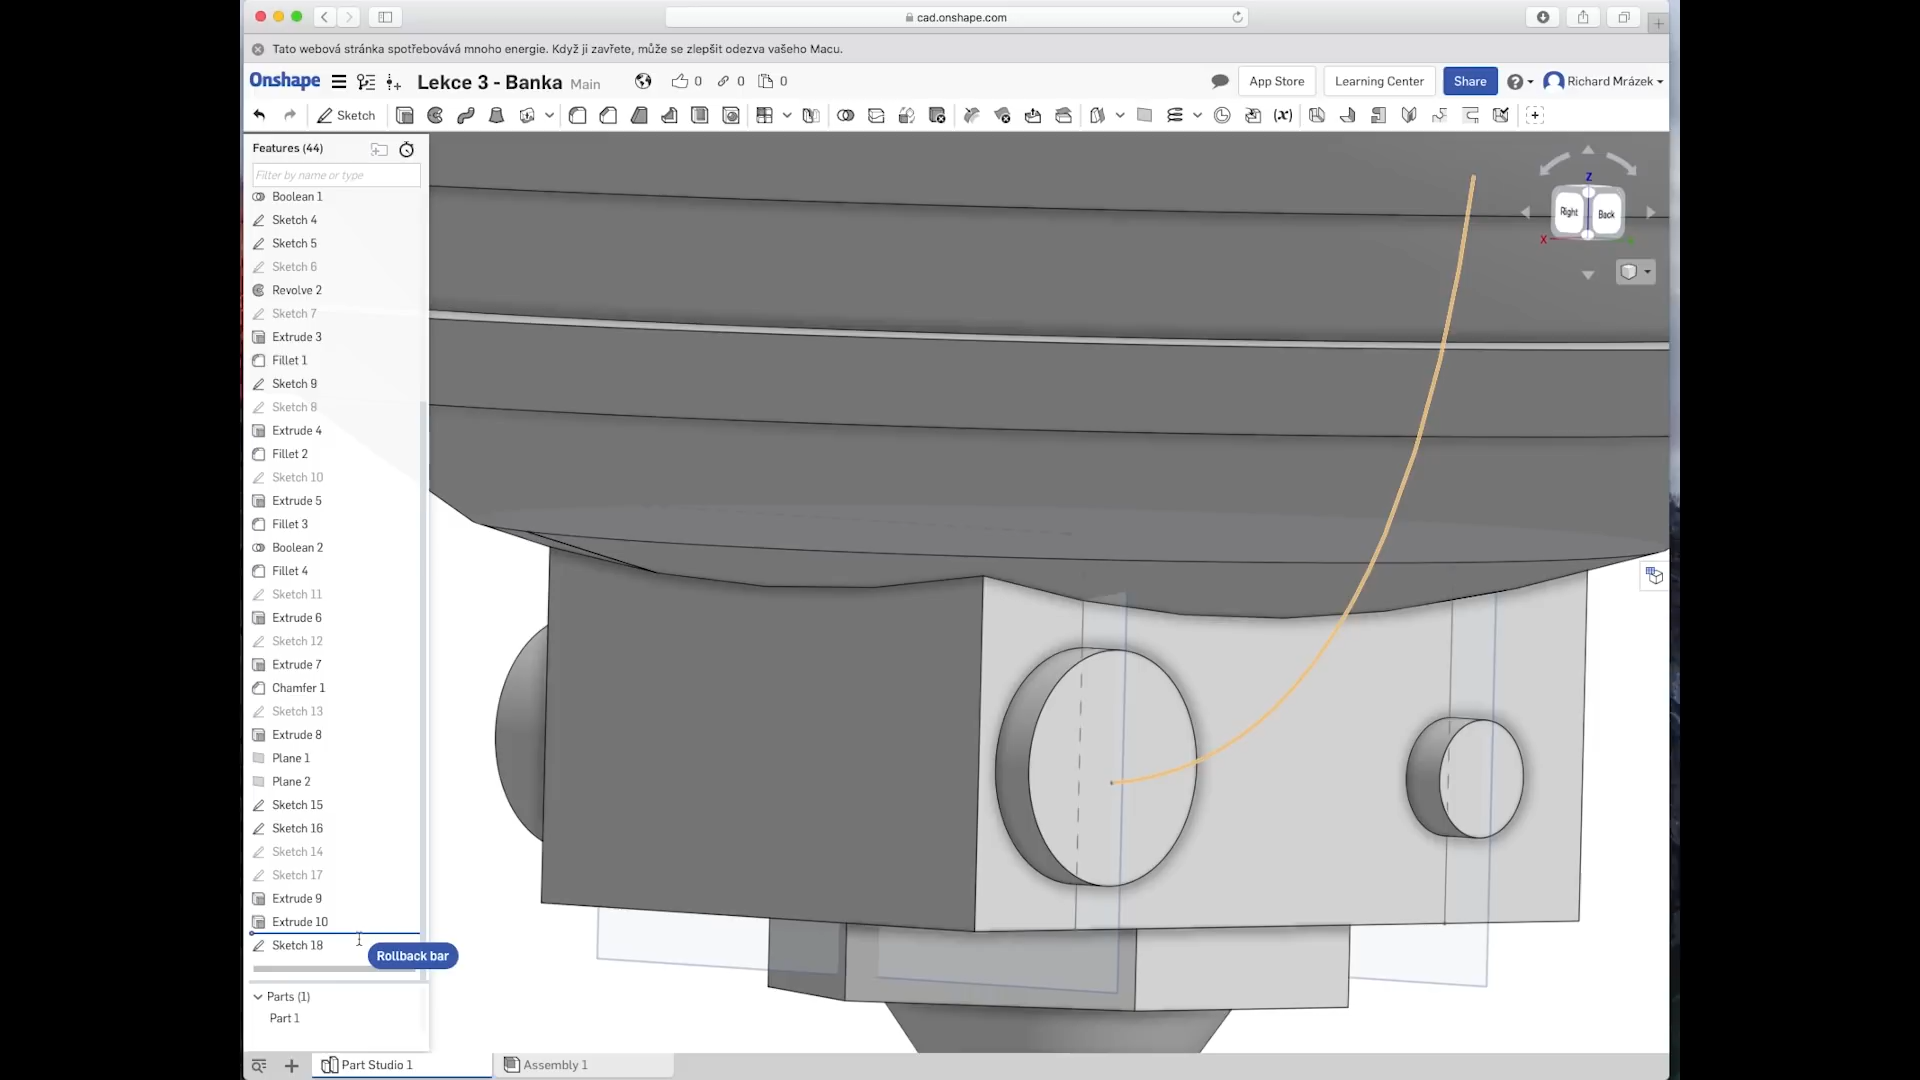 cad.onshape.com
Tato webová stránka spotřebovává mnoho energie. Když ji zavřete, může se zlepšit odezva vašeho Macu.
Onshape Lekce 3 - Banka Main 0 0 0 App Store Learning Center Share Richard Mrázek
Sketch (x)
Features (44)
Filter by name or type
Boolean 1
Sketch 4
Sketch 5
Sketch 6
Revolve 2
Sketch 7
Extrude 3
Fillet 1
Sketch 9
Sketch 8
Extrude 4
Fillet 2
Sketch 10
Extrude 5
Fillet 3
Boolean 2
Fillet 4
Sketch 11
Extrude 6
Sketch 12
Extrude 7
Chamfer 1
Sketch 13
Extrude 8
Plane 1
Plane 2
Sketch 15
Sketch 16
Sketch 14
Sketch 17
Extrude 9
Extrude 10
Sketch 18
Rollback bar
Parts (1)
Part 1
Z
Right Back
X
Part Studio 1 Assembly 1